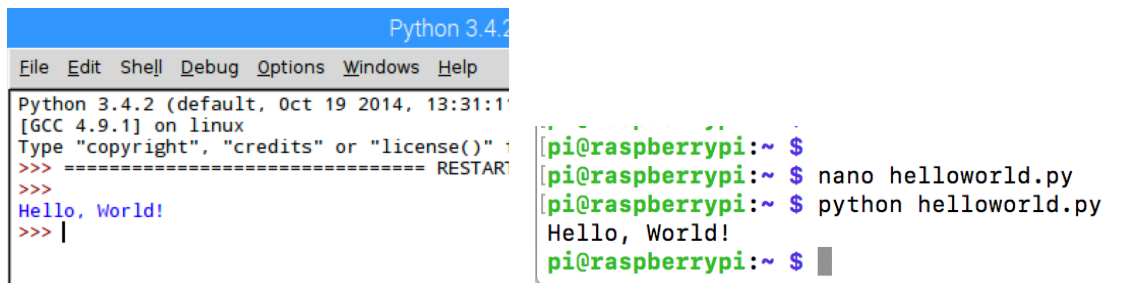 Python 3.4.2
File Edit Shell Debug Options Windows Help
Python 3.4.2 (default, Oct 19 2014, 13:31:11
[GCC 4.9.1] on linux
Type "copyright", "credits" or "license()"
>>> ================================ RESTART
>>>
Hello, World!
>>>
[pi@raspberrypi:~ $
[pi@raspberrypi:~ $ nano helloworld.py
[pi@raspberrypi:~ $ python helloworld.py
Hello, World!
pi@raspberrypi:~ $